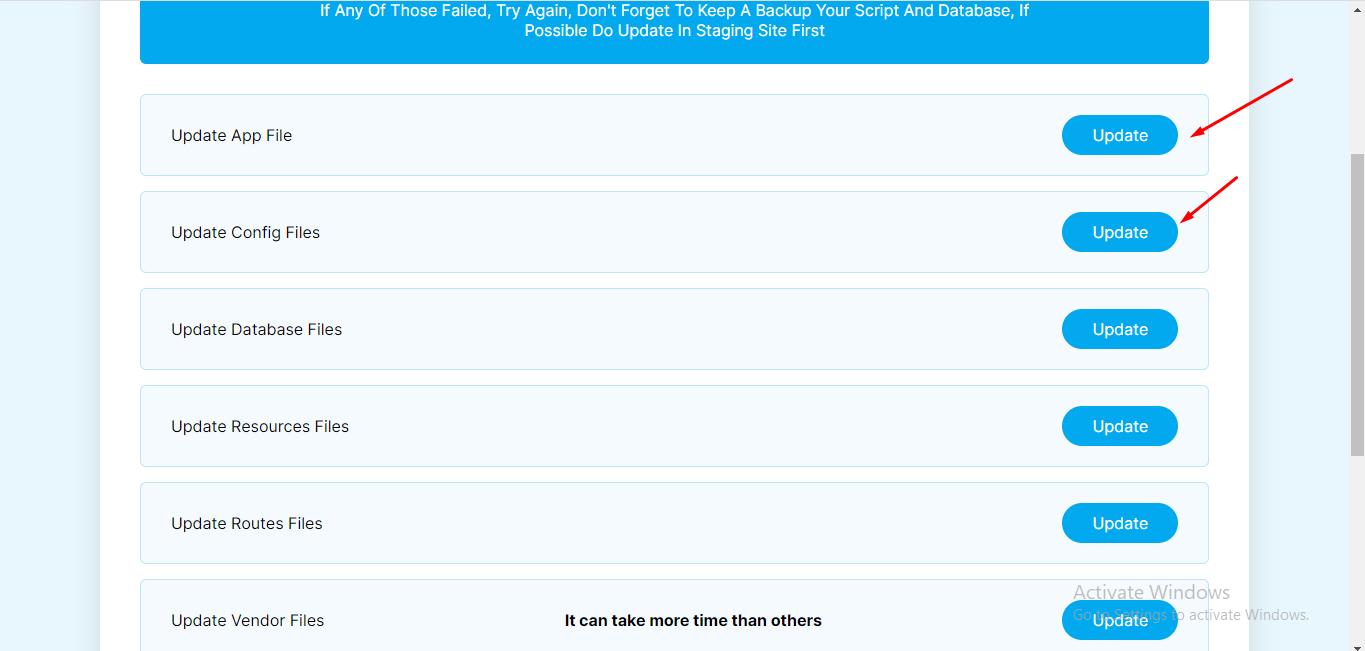 If Any Of Those Failed, Try Again, Don't Forget To Keep A Backup Your Script And Database, If
Possible Do Update In Staging Site First
Update App File Update
Update Config Files Update
Update Database Files Update
Update Resources Files Update
Update Routes Files Update
Activate Windows
Go to Settings to activate Windows.
Update Vendor Files It can take more time than others Update